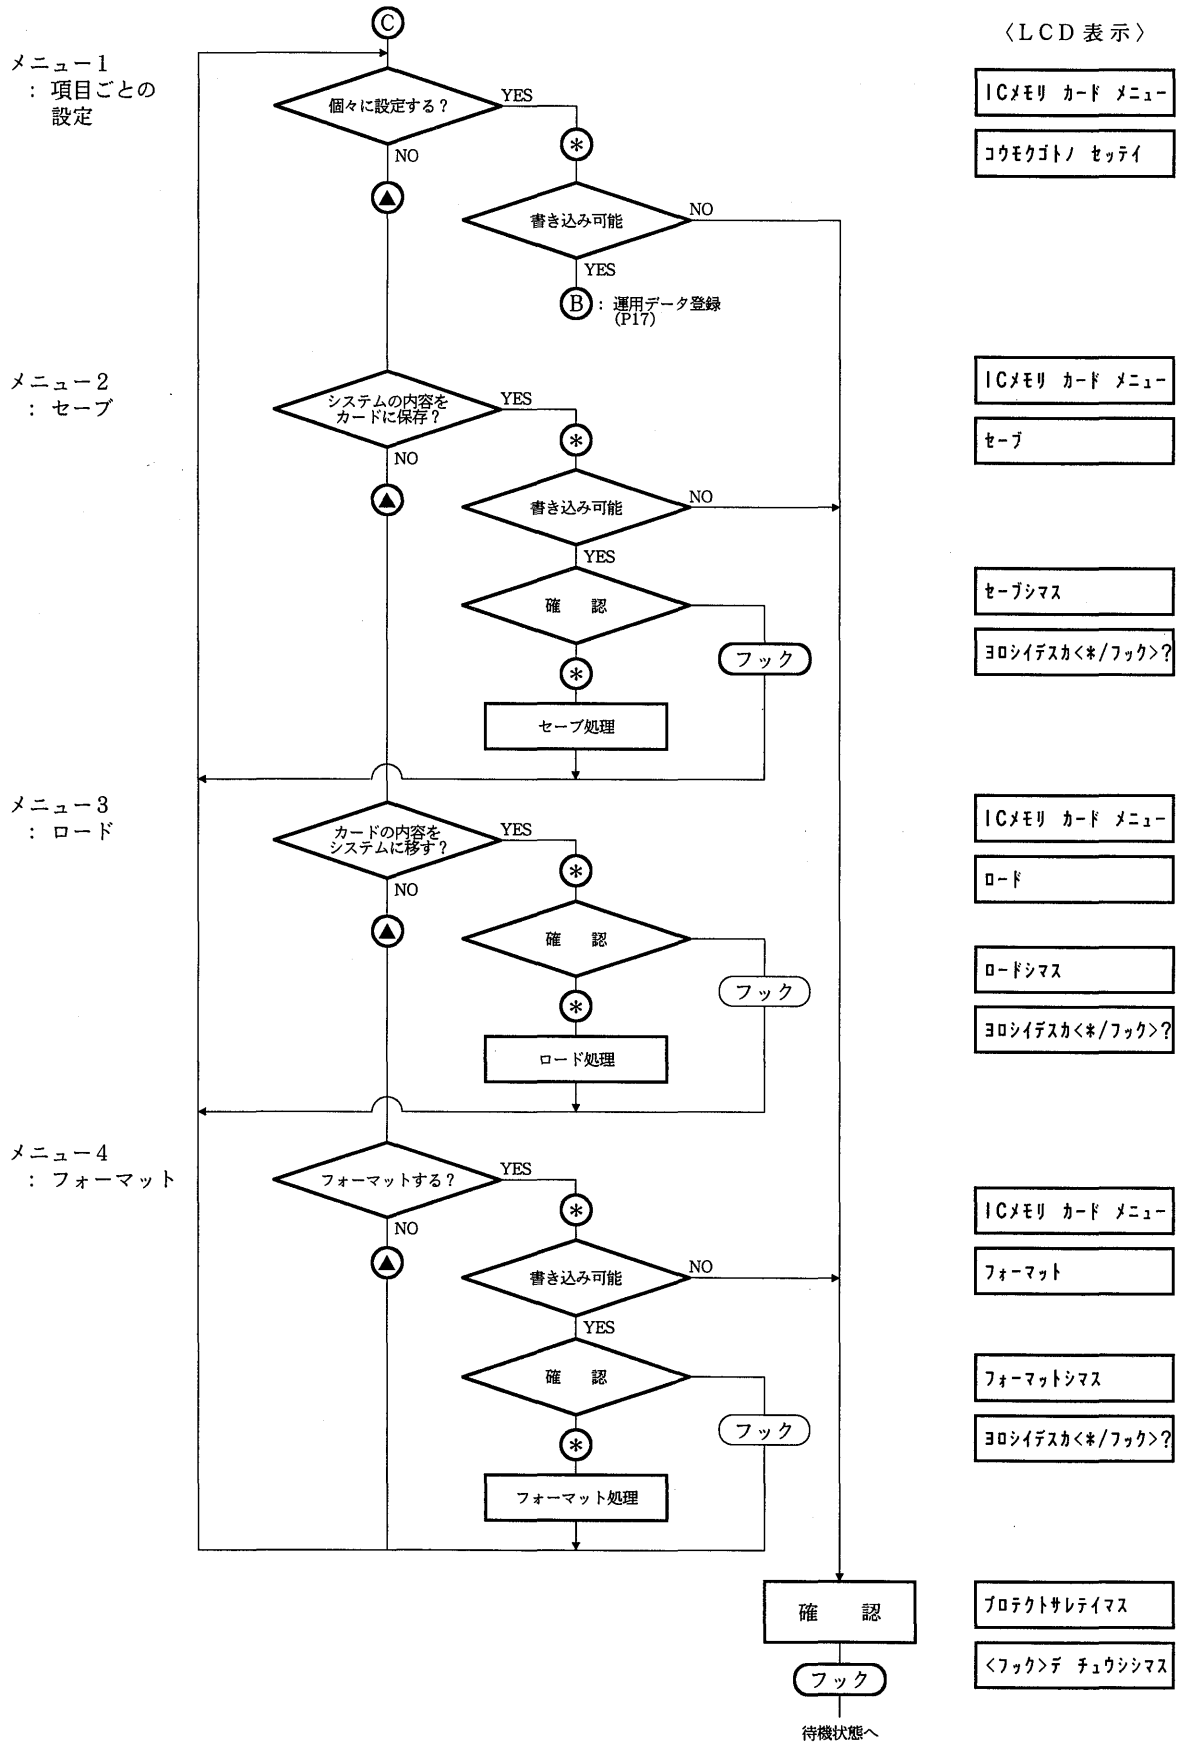 C
〈LCD表示〉
メニュー1
：項目ごとの
設定
個々に設定する？
YES
NO
*
▲
書き込み可能
NO
YES
B
：運用データ登録
(P17)
ICメモリ カード メニュー
コウモクゴトノ セッテイ
メニュー2
：セーブ
システムの内容を
カードに保存？
YES
NO
*
▲
書き込み可能
NO
YES
確　認
フック
*
セーブ処理
ICメモリ カード メニュー
セーブ
セーブシマス
ヨロシイデスカ<*/フック>?
メニュー3
：ロード
カードの内容を
システムに移す？
YES
NO
*
▲
確　認
フック
*
ロード処理
ICメモリ カード メニュー
ロード
ロードシマス
ヨロシイデスカ<*/フック>?
メニュー4
：フォーマット
フォーマットする？
YES
NO
*
▲
書き込み可能
NO
YES
確　認
フック
*
フォーマット処理
ICメモリ カード メニュー
フォーマット
フォーマットシマス
ヨロシイデスカ<*/フック>?
確　認
フック
待機状態へ
プロテクトサレテイマス
<フック>デ チュウシシマス